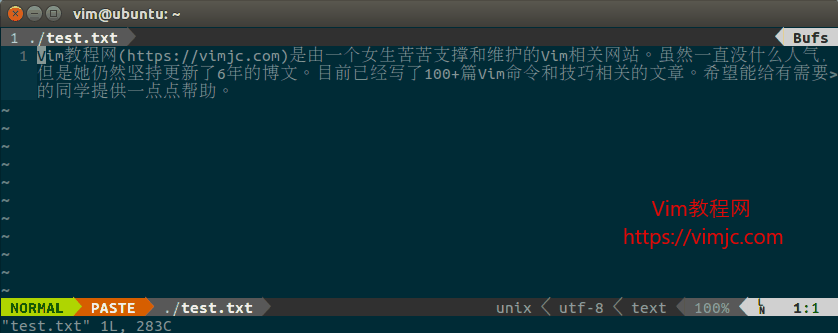 vim@ubuntu: ~
1 ./test.txt Bufs
1 Vim教程网(https://vimjc.com)是由一个女生苦苦支撑和维护的Vim相关网站。虽然一直没什么人气,
但是她仍然坚持更新了6年的博文。目前已经写了100+篇Vim命令和技巧相关的文章。希望能给有需要>
的同学提供一点点帮助。
~
~
~
~
~
~
~
~
~
~
~
Vim教程网
https://vimjc.com
NORMAL PASTE ./test.txt unix utf-8 text 100% LN 1:1
"test.txt" 1L, 283C